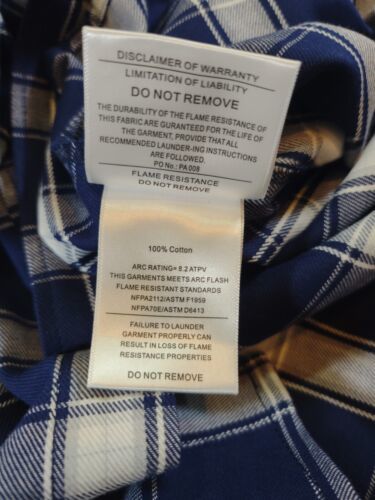 DISCLAIMER OF WARRANTY
LIMITATION OF LIABILITY
DO NOT REMOVE
THE DURABILITY OF THE FLAME RESISTANCE OF
THIS FABRIC ARE GURANTEED FOR THE LIFE OF
THE GARMENT, PROVIDE THAT ALL
RECOMMENDED LAUNDER-ING INSTRUCTIONS
ARE FOLLOWED.
PO No.: PA 008
FLAME RESISTANCE
DO NOT REMOVE
100% Cotton
ARC RATING= 8.2 ATPV
THIS GARMENTS MEETS ARC FLASH
FLAME RESISTANT STANDARDS
NFPA2112/ASTM F1959
NFPA70E/ASTM D6413
FAILURE TO LAUNDER
GARMENT PROPERLY CAN
RESULT IN LOSS OF FLAME
RESISTANCE PROPERTIES
DO NOT REMOVE